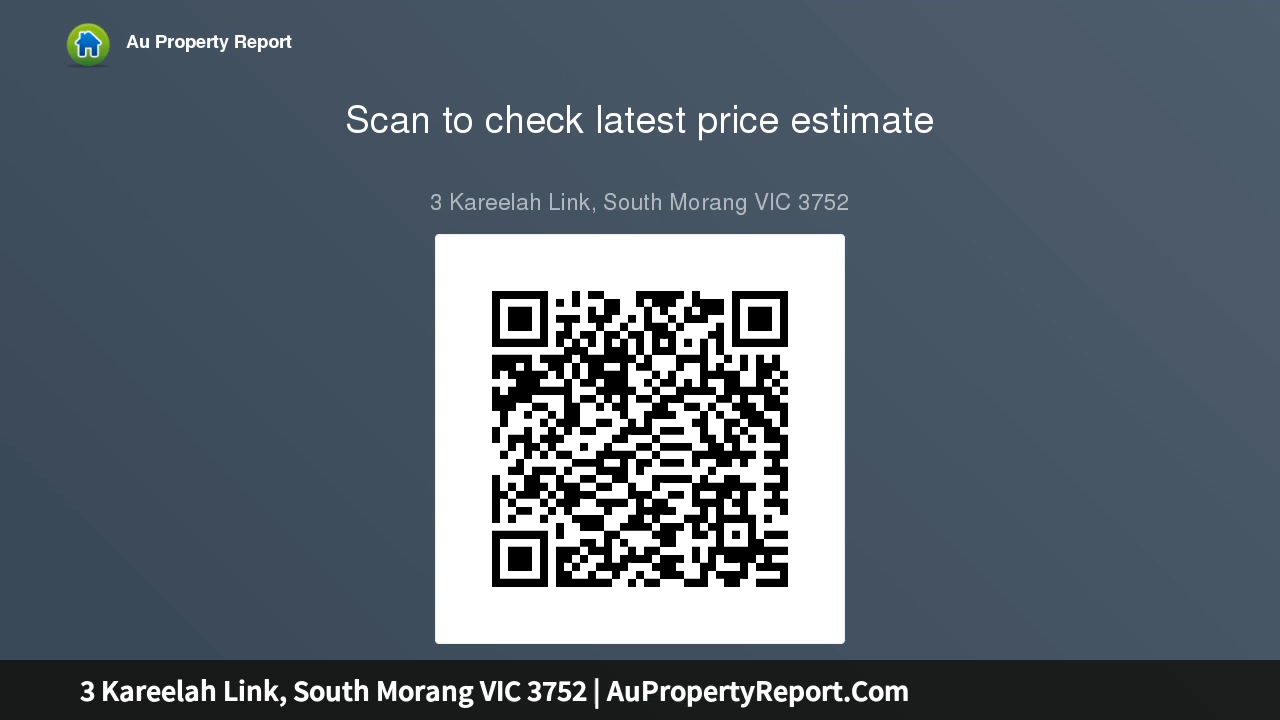 Au Property Report
Scan to check latest price estimate
3 Kareelah Link, South Morang VIC 3752
3 Kareelah Link, South Morang VIC 3752 | AuPropertyReport.Com